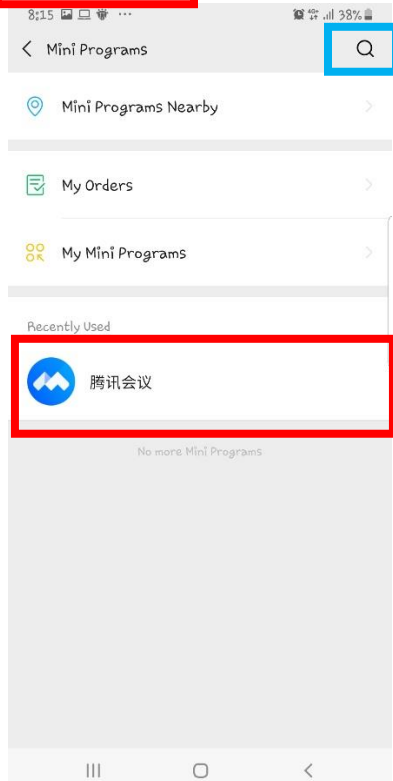 8:15 38%
Mini Programs
Mini Programs Nearby
My Orders
My Mini Programs
Recently Used
腾讯会议
No more Mini Programs